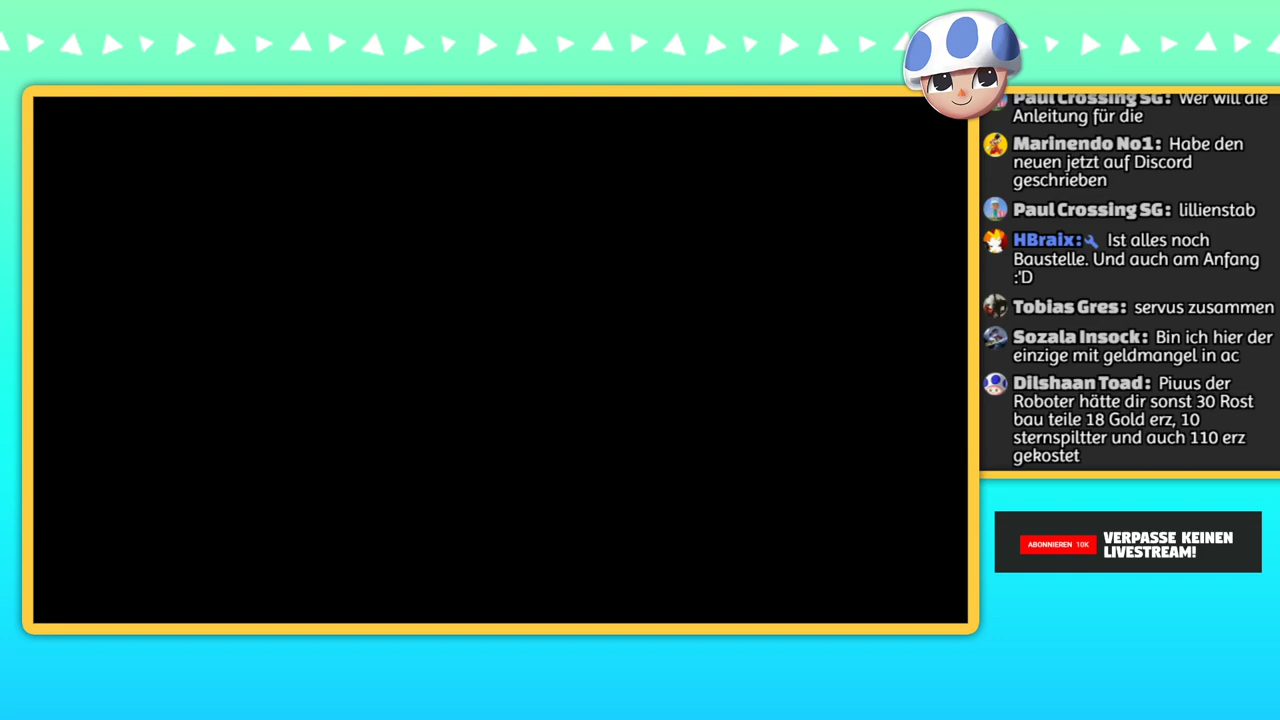 Paul Crossing SG: Wer will die
Anleitung für die
Marinendo No1: Habe den
neuen jetzt auf Discord
geschrieben
Paul Crossing SG: lillienstab
HBraix: Ist alles noch
Baustelle. Und auch am Anfang
:'D
Tobias Gres: servus zusammen
Sozala Insock: Bin ich hier der
einzige mit geldmangel in ac
Dilshaan Toad: Piuus der
Roboter hätte dir sonst 30 Rost
bau teile 18 Gold erz, 10
sternspiltter und auch 110 erz
gekostet
ABONNIEREN 10K
VERPASSE KEINEN
LIVESTREAM!